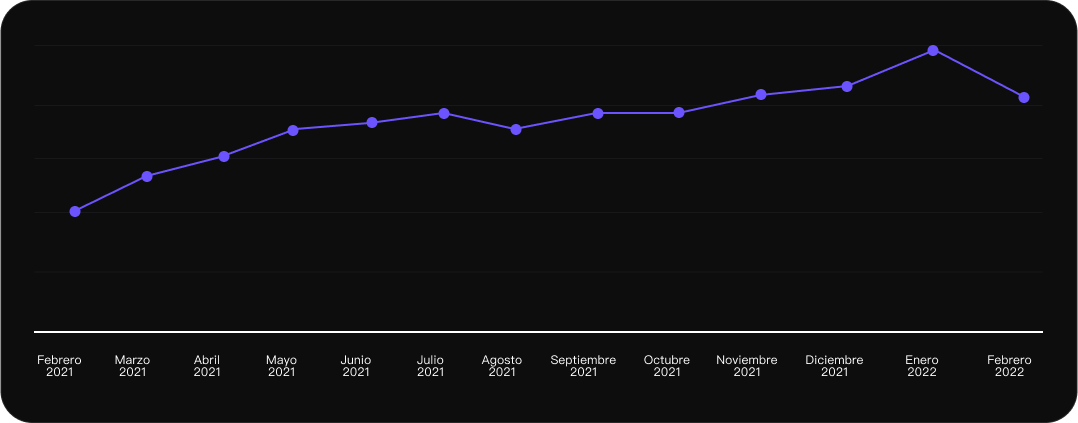 Febrero Marzo Abril Mayo Junio Julio Agosto Septiembre Octubre Noviembre Diciembre Enero Febrero
2021 2021 2021 2021 2021 2021 2021 2021 2021 2021 2021 2022 2022